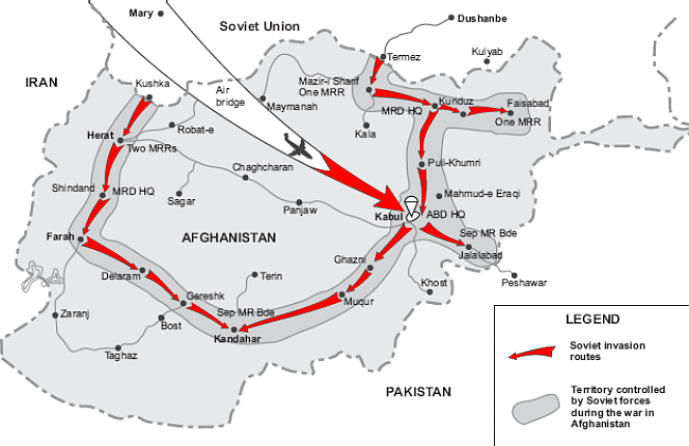 Mary
Soviet Union
Dushanbe
IRAN
Kushka
Air
bridge
Termez
Kulyab
Mazir-i Sharif
One MRR
Maymanah
MRD HQ
Kunduz
Faisabad
One MRR
Robat-e
Kala
Herat
Two MRRs
Chaghcharan
Puli-Khumri
Shindand
MRD HQ
Sagar
Panjaw
Mahmud-e Eraqi
Kabul
ABD HQ
Farah
AFGHANISTAN
Sep MR Bde
Jalalabad
Ghazni
Delaram
Terin
Khost
Peshawar
Gereshk
Muqur
Zaranj
Bost
Sep MR Bde
Kandahar
Taghaz
PAKISTAN
LEGEND
Soviet invasion
routes
Territory controlled
by Soviet forces
during the war in
Afghanistan